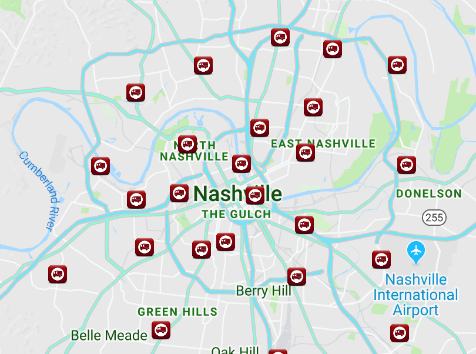 NORTH
NASHVILLE
EAST NASHVILLE
Cumberland River
Nashville
THE GULCH
DONELSON
255
Nashville
International
Airport
Berry Hill
GREEN HILLS
Belle Meade
Oak Hill